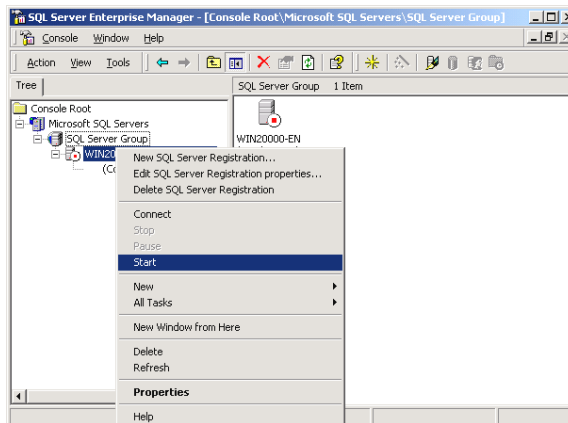 SQL Server Enterprise Manager - [Console Root\Microsoft SQL Servers\SQL Server Group]
Console Window Help
Action View Tools
Tree
SQL Server Group 1 Item
Console Root
Microsoft SQL Servers
SQL Server Group
WIN20000-EN
New SQL Server Registration...
Edit SQL Server Registration properties...
Delete SQL Server Registration
Connect
Stop
Pause
Start
New
All Tasks
New Window from Here
Delete
Refresh
Properties
Help